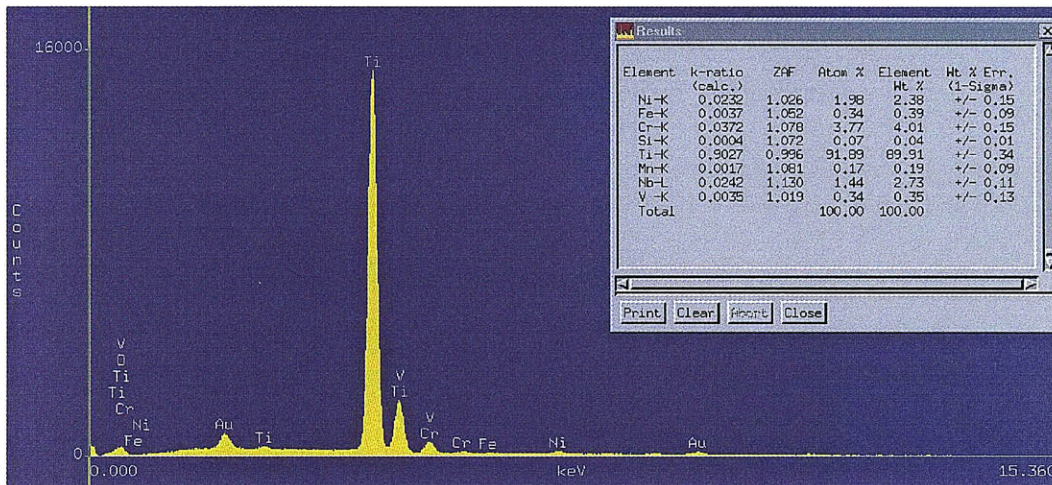 16000
Counts
0
0.000
keV
15.360
V
O
Ti
Ti
Cr
Ni
Fe
Au
Ti
Ti
V
Ti
V
Cr
Cr Fe
Ni
Au
Results
Element k-ratio ZAF Atom % Element Wt % Err.
(calc.) Wt % (1-Sigma)
Ni-K 0.0232 1.026 1.98 2.38 +/- 0.15
Fe-K 0.0037 1.052 0.34 0.39 +/- 0.09
Cr-K 0.0372 1.078 3.77 4.01 +/- 0.15
Si-K 0.0004 1.072 0.07 0.04 +/- 0.01
Ti-K 0.9027 0.996 91.89 89.91 +/- 0.34
Mn-K 0.0017 1.081 0.17 0.19 +/- 0.09
Nb-L 0.0242 1.130 1.44 2.73 +/- 0.11
V -K 0.0035 1.019 0.34 0.35 +/- 0.13
Total 100.00 100.00
Print Clear Abort Close